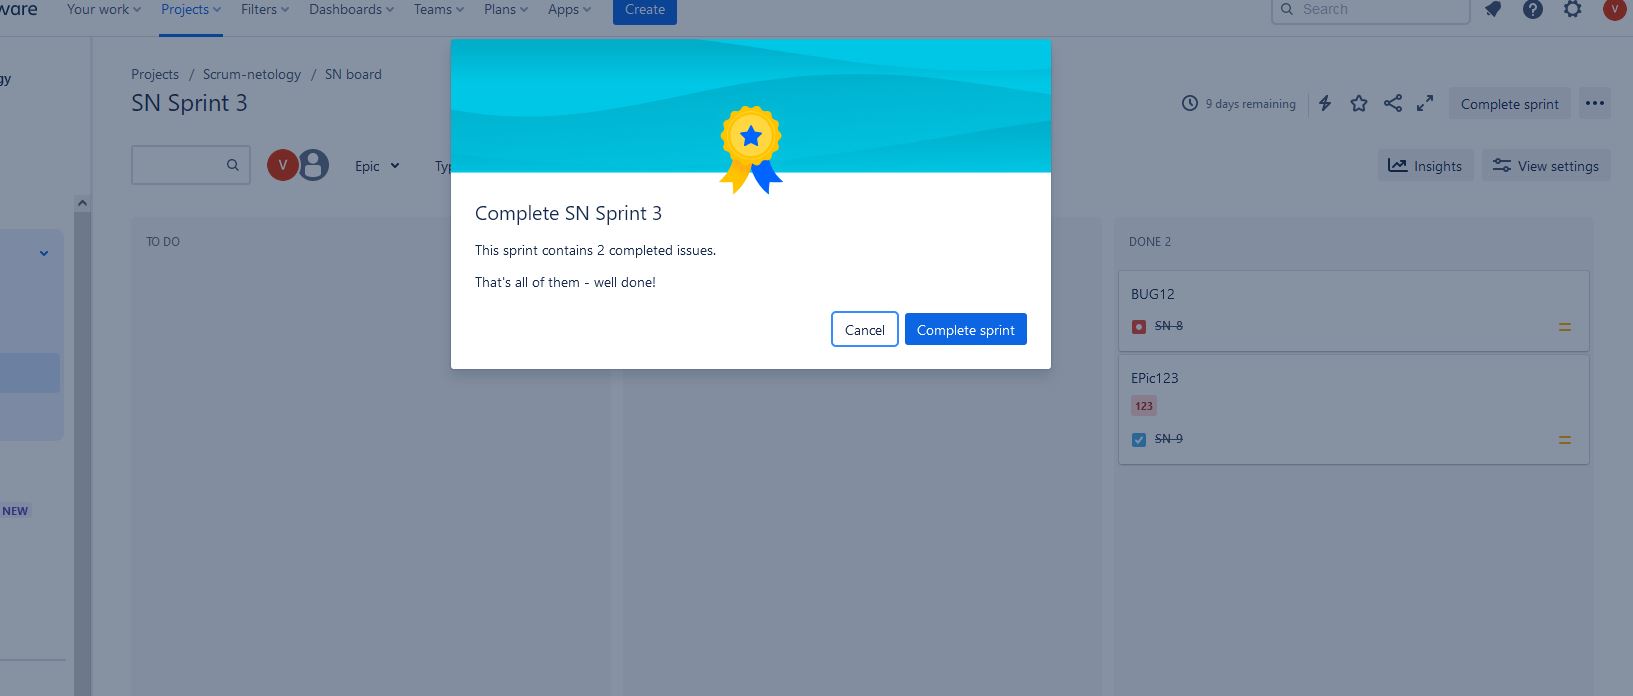 ware Your work Projects Filters Dashboards Teams Plans Apps Create Search V
gy
Projects / Scrum-netology / SN board
SN Sprint 3
9 days remaining Complete sprint
V Epic Typ
Insights View settings
Complete SN Sprint 3
This sprint contains 2 completed issues.
That's all of them - well done!
Cancel Complete sprint
TO DO
DONE 2
BUG12
SN-8
EPic123
123
SN-9
NEW